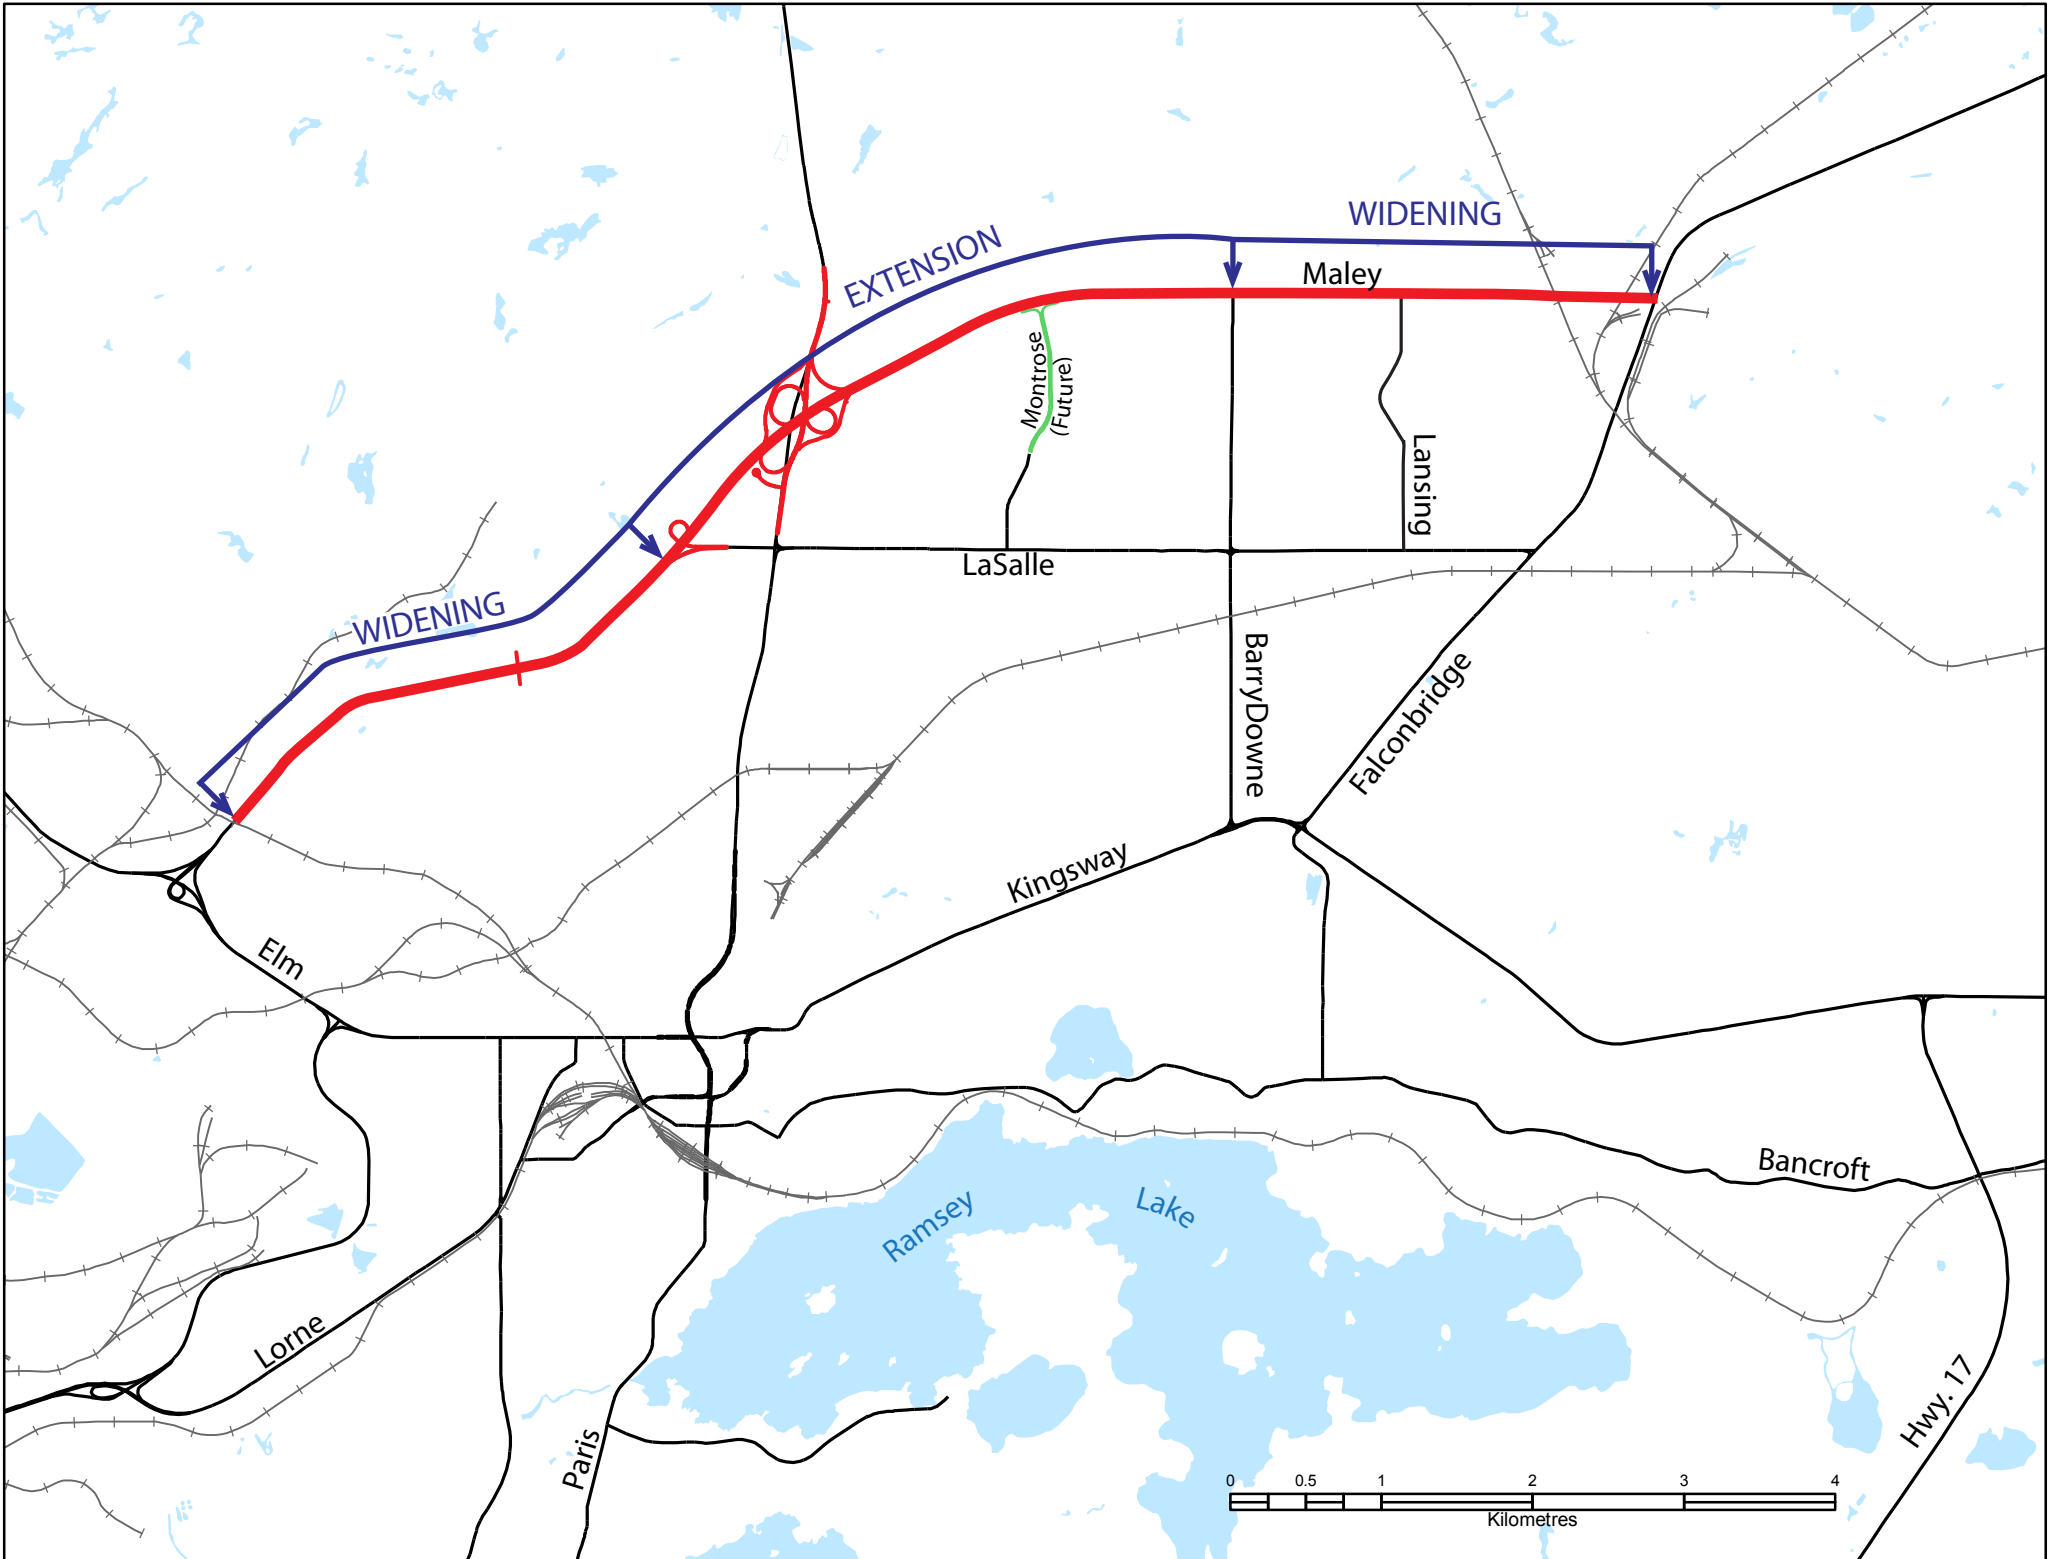 WIDENING
EXTENSION
Maley
Montrose
(Future)
Lansing
LaSalle
WIDENING
BarryDowne
Falconbridge
Kingsway
Elm
Bancroft
Ramsey
Lake
Lorne
Hwy. 17
Paris
0 0.5 1 2 3 4
Kilometres